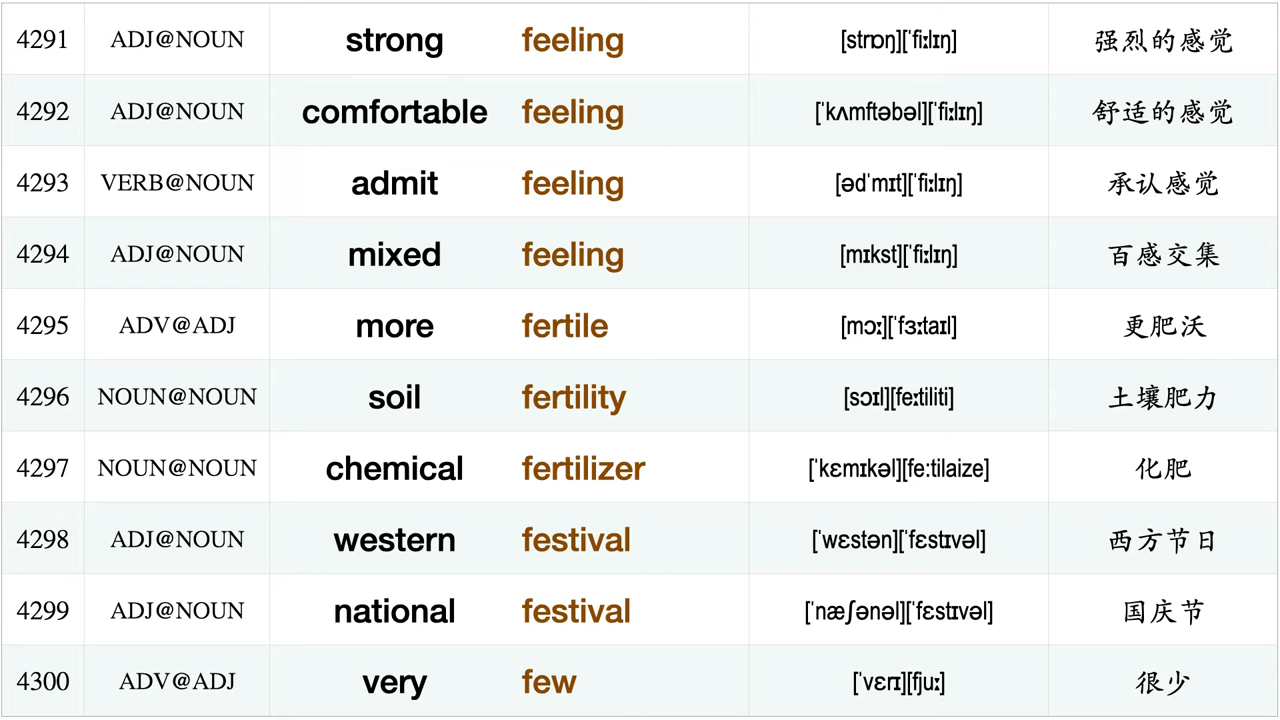 4291 ADJ@NOUN strong feeling [strɒŋ][ˈfiːlɪŋ] 强烈的感觉
4292 ADJ@NOUN comfortable feeling [ˈkʌmftəbəl][ˈfiːlɪŋ] 舒适的感觉
4293 VERB@NOUN admit feeling [ədˈmɪt][ˈfiːlɪŋ] 承认感觉
4294 ADJ@NOUN mixed feeling [mɪkst][ˈfiːlɪŋ] 百感交集
4295 ADV@ADJ more fertile [mɔː][ˈfɜːtaɪl] 更肥沃
4296 NOUN@NOUN soil fertility [sɔɪl][feːtiliti] 土壤肥力
4297 NOUN@NOUN chemical fertilizer [ˈkɛmɪkəl][fe:tilaize] 化肥
4298 ADJ@NOUN western festival [ˈwɛstən][ˈfɛstɪvəl] 西方节日
4299 ADJ@NOUN national festival [ˈnæʃənəl][ˈfɛstɪvəl] 国庆节
4300 ADV@ADJ very few [ˈvɛrɪ][fjuː] 很少